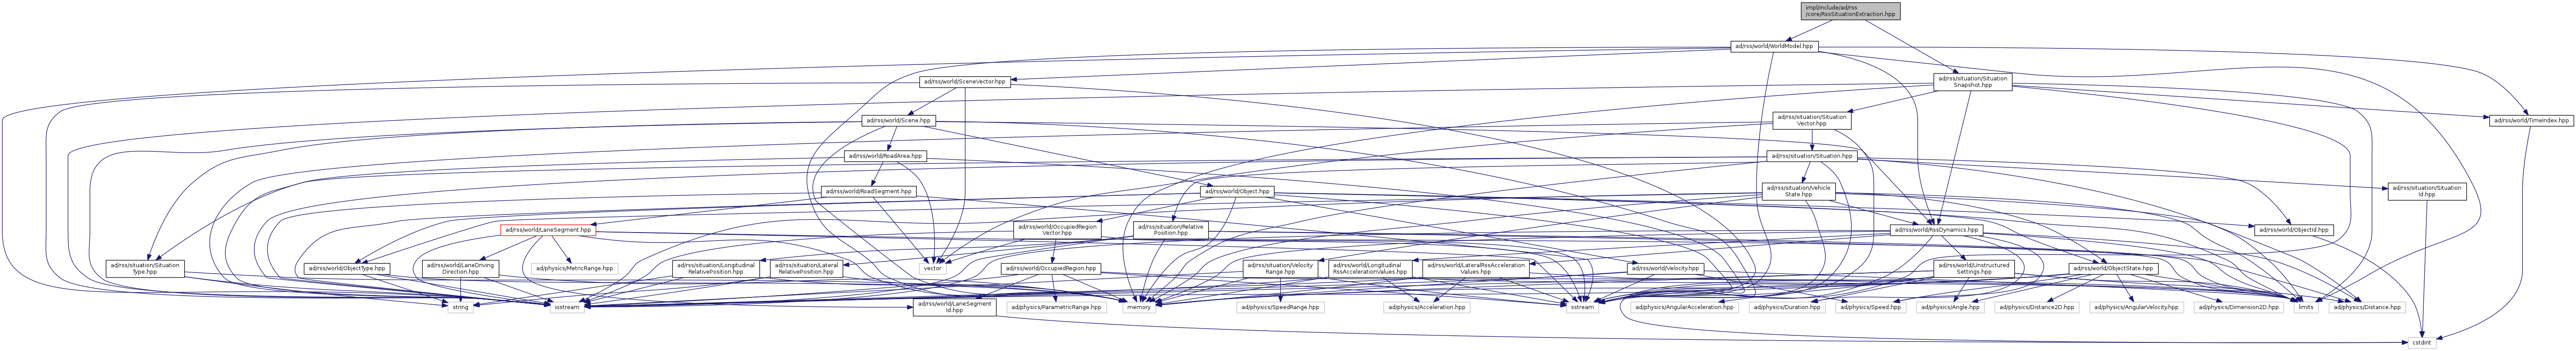 impl/include/ad/rss
/core/RssSituationExtraction.hpp
ad/rss/world/WorldModel.hpp
ad/rss/world/SceneVector.hpp
ad/rss/situation/Situation
Snapshot.hpp
ad/rss/world/Scene.hpp
ad/rss/situation/Situation
Vector.hpp
ad/rss/world/TimeIndex.hpp
ad/rss/world/RoadArea.hpp
ad/rss/situation/Situation.hpp
ad/rss/world/RoadSegment.hpp
ad/rss/world/Object.hpp
ad/rss/situation/Vehicle
State.hpp
ad/rss/situation/Situation
Id.hpp
ad/rss/world/LaneSegment.hpp
ad/rss/world/OccupiedRegion
Vector.hpp
ad/rss/situation/Relative
Position.hpp
ad/rss/world/RssDynamics.hpp
ad/rss/world/ObjectId.hpp
ad/rss/situation/Situation
Type.hpp
ad/rss/world/ObjectType.hpp
ad/rss/world/LaneDriving
Direction.hpp
ad/physics/MetricRange.hpp
ad/rss/situation/Longitudinal
RelativePosition.hpp
ad/rss/situation/Lateral
RelativePosition.hpp
vector
ad/rss/world/OccupiedRegion.hpp
ad/rss/situation/Velocity
Range.hpp
ad/rss/world/Longitudinal
RssAccelerationValues.hpp
ad/rss/world/LateralRssAcceleration
Values.hpp
ad/rss/world/Velocity.hpp
ad/rss/world/Unstructured
Settings.hpp
ad/rss/world/ObjectState.hpp
string
iostream
ad/rss/world/LaneSegment
Id.hpp
ad/physics/ParametricRange.hpp
memory
ad/physics/SpeedRange.hpp
ad/physics/Acceleration.hpp
sstream
ad/physics/AngularAcceleration.hpp
ad/physics/Duration.hpp
ad/physics/Speed.hpp
ad/physics/Angle.hpp
ad/physics/Distance2D.hpp
ad/physics/AngularVelocity.hpp
ad/physics/Dimension2D.hpp
limits
ad/physics/Distance.hpp
cstdint